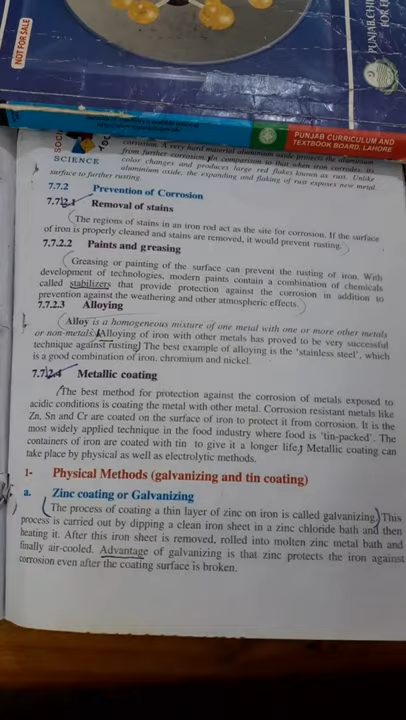 NOT FOR SALE
PUNJAB CURRICULUM AND
TEXTBOOK BOARD, LAHORE
corrosion. A very hard material aluminium oxide protects the aluminium
from further corrosion. In comparison to that when iron corrodes, its
SCIENCE
color changes and produces large red flakes known as rust. Unlike
aluminium oxide, the expanding and flaking of rust exposes new metal
surface to further rusting.
7.7.2 Prevention of Corrosion
7.7.2.1 Removal of stains
The regions of stains in an iron rod act as the site for corrosion. If the surface
of iron is properly cleaned and stains are removed, it would prevent rusting.
7.7.2.2 Paints and greasing
Greasing or painting of the surface can prevent the rusting of iron. With
development of technologies, modern paints contain a combination of chemicals
called stabilizers that provide protection against the corrosion in addition to
prevention against the weathering and other atmospheric effects.
7.7.2.3 Alloying
Alloy is a homogeneous mixture of one metal with one or more other metals
or non-metals. Alloying of iron with other metals has proved to be very successful
technique against rusting. The best example of alloying is the 'stainless steel', which
is a good combination of iron, chromium and nickel.
7.7.2.4 Metallic coating
The best method for protection against the corrosion of metals exposed to
acidic conditions is coating the metal with other metal. Corrosion resistant metals like
Zn, Sn and Cr are coated on the surface of iron to protect it from corrosion. It is the
most widely applied technique in the food industry where food is 'tin-packed'. The
containers of iron are coated with tin to give it a longer life. Metallic coating can
take place by physical as well as electrolytic methods.
1- Physical Methods (galvanizing and tin coating)
a. Zinc coating or Galvanizing
The process of coating a thin layer of zinc on iron is called galvanizing. This
process is carried out by dipping a clean iron sheet in a zinc chloride bath and then
heating it. After this iron sheet is removed, rolled into molten zinc metal bath and
finally air-cooled. Advantage of galvanizing is that zinc protects the iron against
corrosion even after the coating surface is broken.